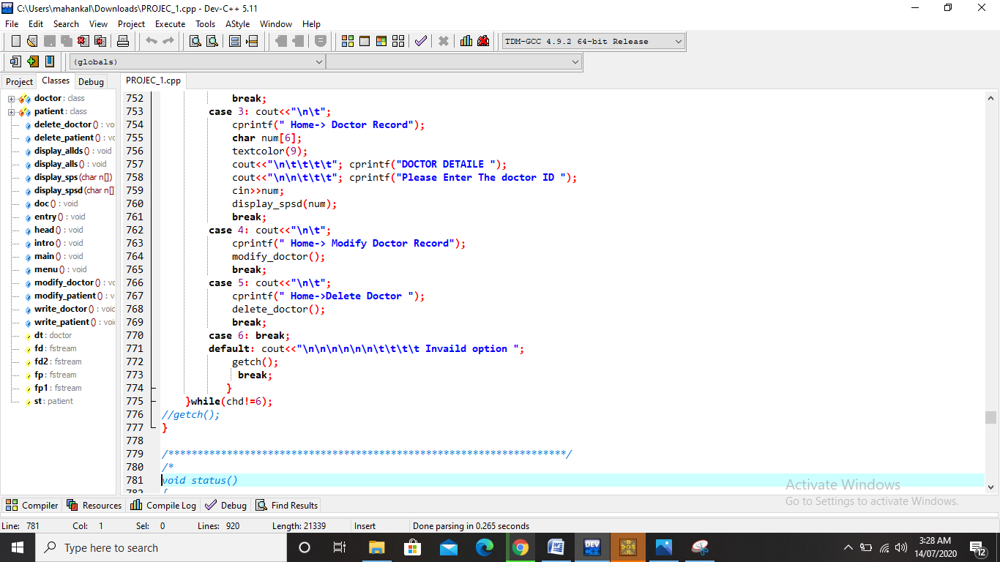 C:\Users\mahankal\Downloads\PROJEC_1.cpp - Dev-C++ 5.11
File Edit Search View Project Execute Tools AStyle Window Help
TDM-GCC 4.9.2 64-bit Release
(globals)
Project Classes Debug
PROJEC_1.cpp
doctor : class
patient : class
delete_doctor () : vo
delete_patient () : vc
display_allds () : void
display_alls () : void
display_sps (char n[])
display_spsd (char n[]
doc () : void
entry () : void
head () : void
intro () : void
main () : void
menu () : void
modify_doctor () : vc
modify_patient () : v
write_doctor () : voic
write_patient () : voi
dt : doctor
fd : fstream
fd2 : fstream
fp : fstream
fp1 : fstream
st : patient
752 break;
753 case 3: cout<<"\n\t";
754 cprintf(" Home-> Doctor Record");
755 char num[6];
756 textcolor(9);
757 cout<<"\n\t\t\t\t"; cprintf("DOCTOR DETAILE ");
758 cout<<"\n\n\t\t\t"; cprintf("Please Enter The doctor ID ");
759 cin>>num;
760 display_spsd(num);
761 break;
762 case 4: cout<<"\n\t";
763 cprintf(" Home-> Modify Doctor Record");
764 modify_doctor();
765 break;
766 case 5: cout<<"\n\t";
767 cprintf(" Home->Delete Doctor ");
768 delete_doctor();
769 break;
770 case 6: break;
771 default: cout<<"\n\n\n\n\n\n\t\t\t\t Invaild option ";
772 getch();
773 break;
774 }
775 }while(chd!=6);
776 //getch();
777 }
778
779 /********************************************************************/
780 /*
781 void status()
782 {
Activate Windows
Go to Settings to activate Windows.
Compiler Resources Compile Log Debug Find Results
Line: 781 Col: 1 Sel: 0 Lines: 920 Length: 21339 Insert Done parsing in 0.265 seconds
Type here to search
DEV
DOS
3:28 AM
14/07/2020
12